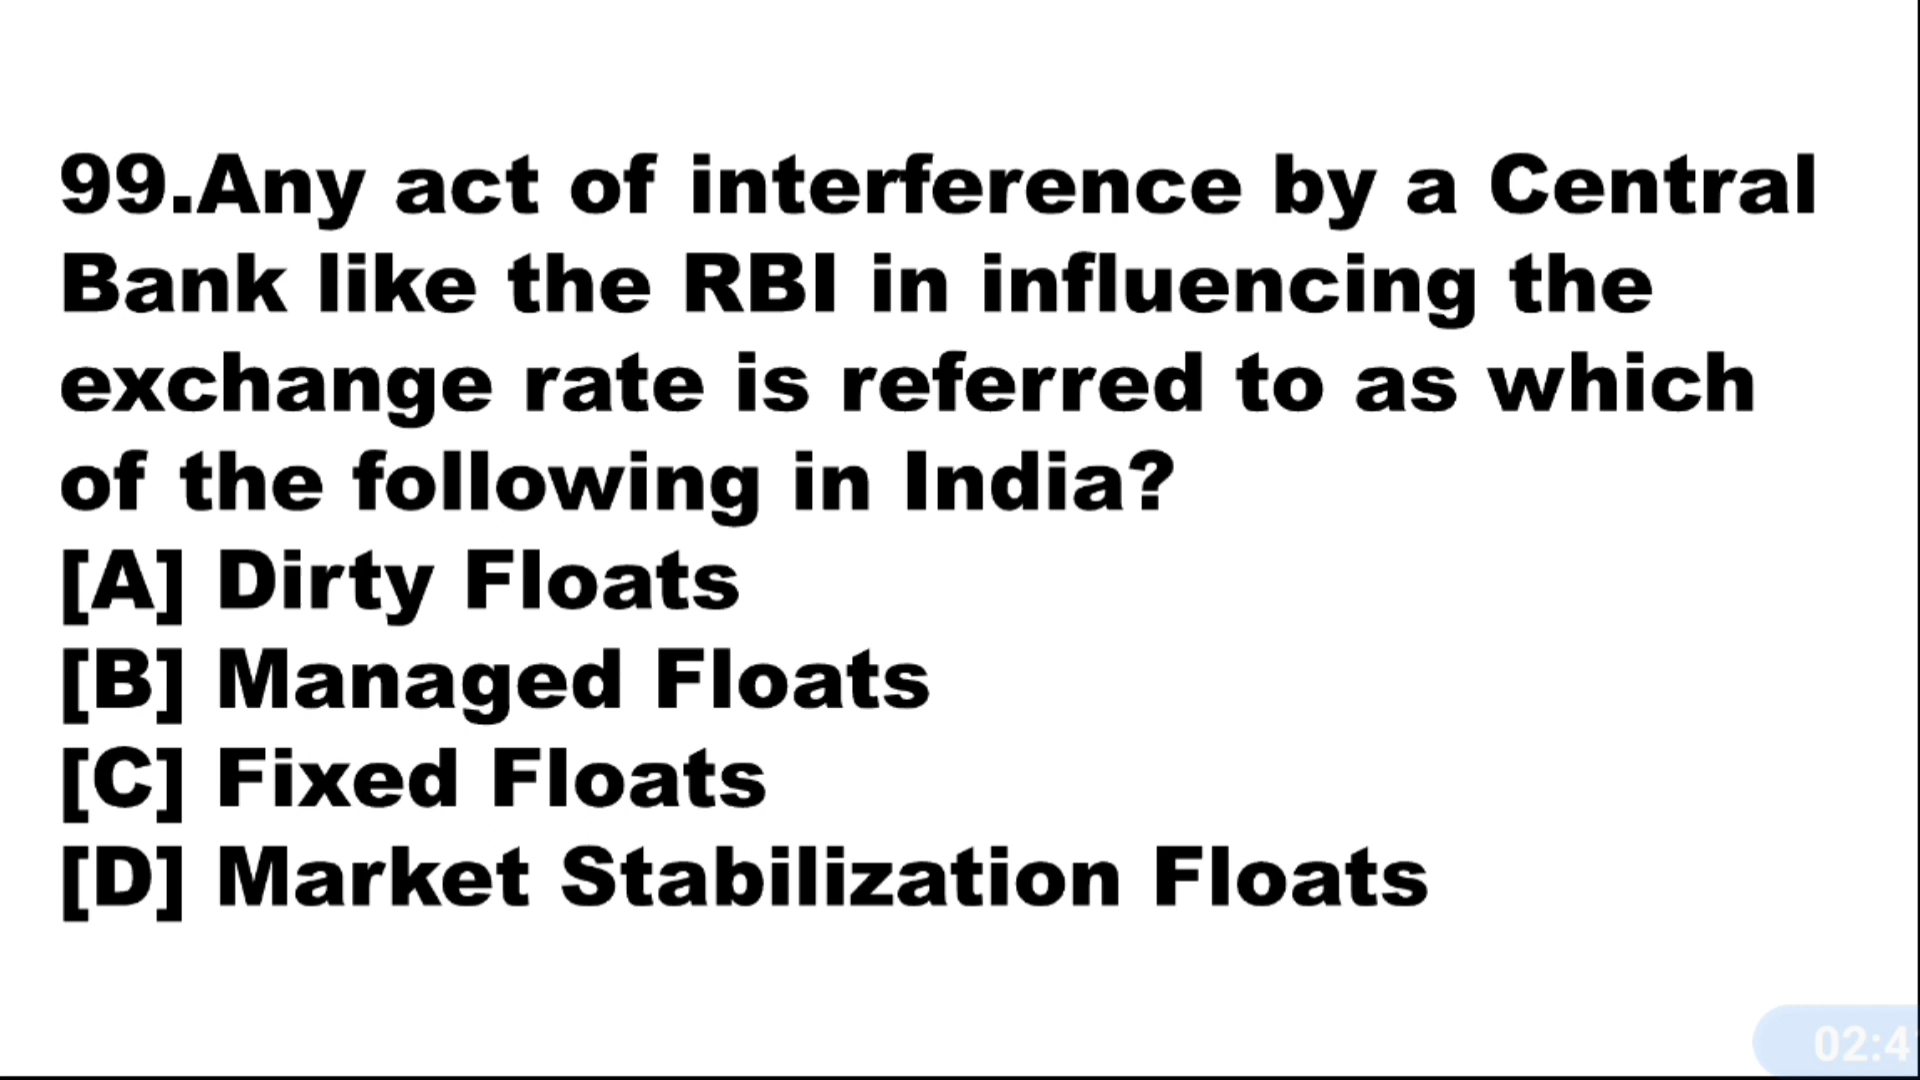 99.Any act of interference by a Central
Bank like the RBI in influencing the
exchange rate is referred to as which
of the following in India?
[A] Dirty Floats
[B] Managed Floats
[C] Fixed Floats
[D] Market Stabilization Floats
02:4